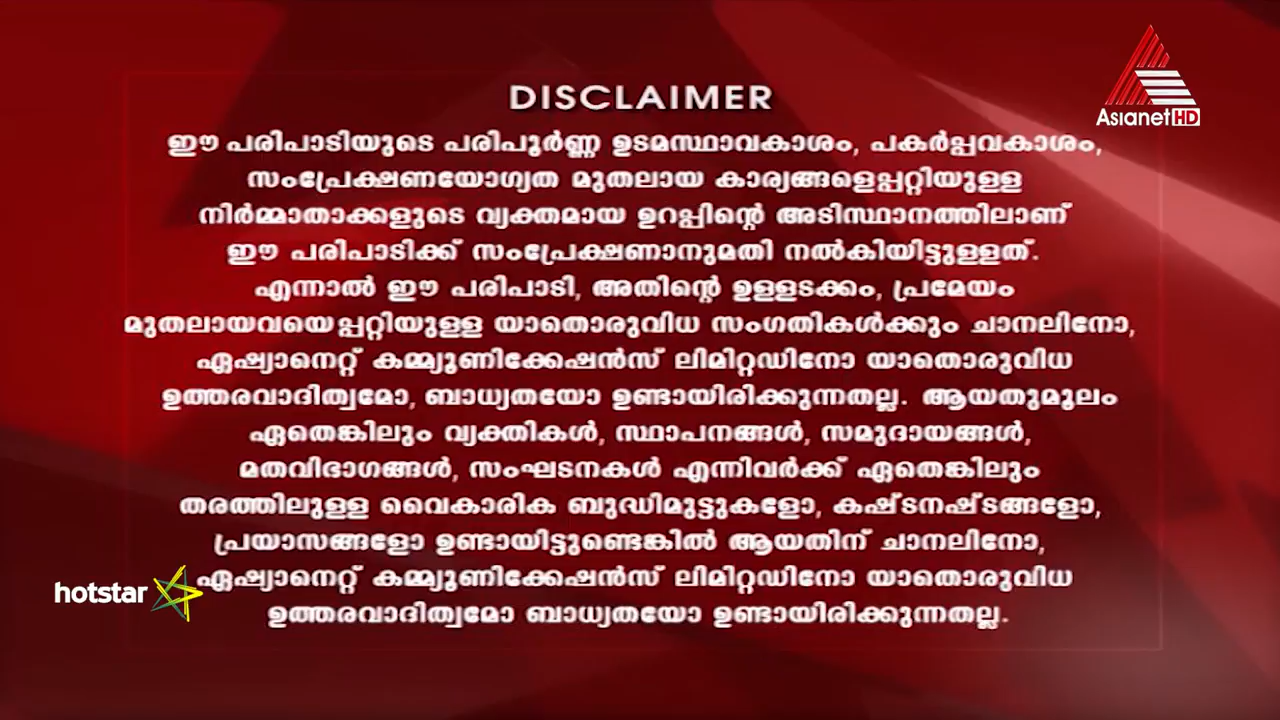 Asianet HD
DISCLAIMER
ഈ പരിപാടിയുടെ പരിപൂർണ്ണ ഉടമസ്ഥാവകാശം, പകർപ്പവകാശം,
സംപ്രേക്ഷണയോഗ്യത മുതലായ കാര്യങ്ങളെപ്പറ്റിയുള്ള
നിർമ്മാതാക്കളുടെ വ്യക്തമായ ഉറപ്പിന്റെ അടിസ്ഥാനത്തിലാണ്
ഈ പരിപാടിക്ക് സംപ്രേക്ഷണാനുമതി നൽകിയിട്ടുള്ളത്.
എന്നാൽ ഈ പരിപാടി, അതിന്റെ ഉള്ളടക്കം, പ്രമേയം
മുതലായവയെപ്പറ്റിയുള്ള യാതൊരുവിധ സംഗതികൾക്കും ചാനലിനോ,
ഏഷ്യാനെറ്റ് കമ്മ്യൂണിക്കേഷൻസ് ലിമിറ്റഡിനോ യാതൊരുവിധ
ഉത്തരവാദിത്വമോ, ബാധ്യതയോ ഉണ്ടായിരിക്കുന്നതല്ല. ആയതുമൂലം
ഏതെങ്കിലും വ്യക്തികൾ, സ്ഥാപനങ്ങൾ, സമുദായങ്ങൾ,
മതവിഭാഗങ്ങൾ, സംഘടനകൾ എന്നിവർക്ക് ഏതെങ്കിലും
തരത്തിലുള്ള വൈകാരിക ബുദ്ധിമുട്ടുകളോ, കഷ്ടനഷ്ടങ്ങളോ,
പ്രയാസങ്ങളോ ഉണ്ടായിട്ടുണ്ടെങ്കിൽ ആയതിന് ചാനലിനോ,
ഏഷ്യാനെറ്റ് കമ്മ്യൂണിക്കേഷൻസ് ലിമിറ്റഡിനോ യാതൊരുവിധ
ഉത്തരവാദിത്വമോ ബാധ്യതയോ ഉണ്ടായിരിക്കുന്നതല്ല.
hotstar